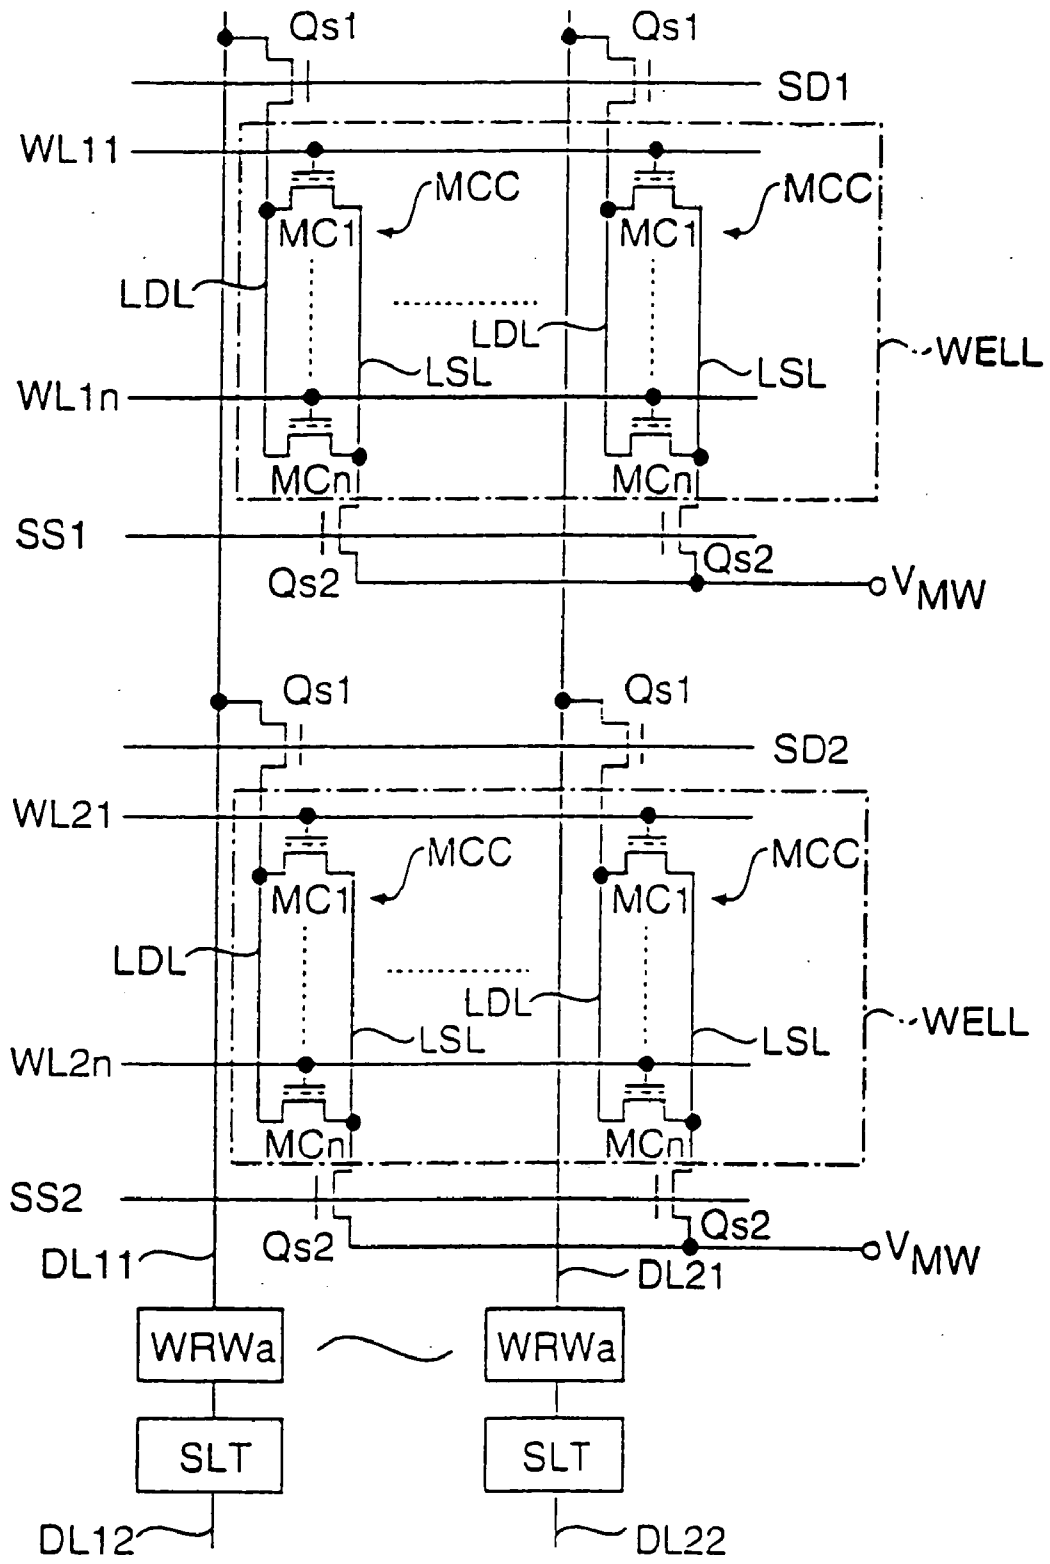 Qs1 Qs1
SD1
WL11
MCC MCC
MC1 MC1
LDL LDL
WELL
LSL LSL
WL1n
MCn MCn
SS1
Qs2 Qs2
VMW
Qs1 Qs1
SD2
WL21
MCC MCC
MC1 MC1
LDL LDL
WELL
LSL LSL
WL2n
MCn MCn
SS2
Qs2 Qs2
VMW
DL11 DL21
WRWa WRWa
SLT SLT
DL12 DL22